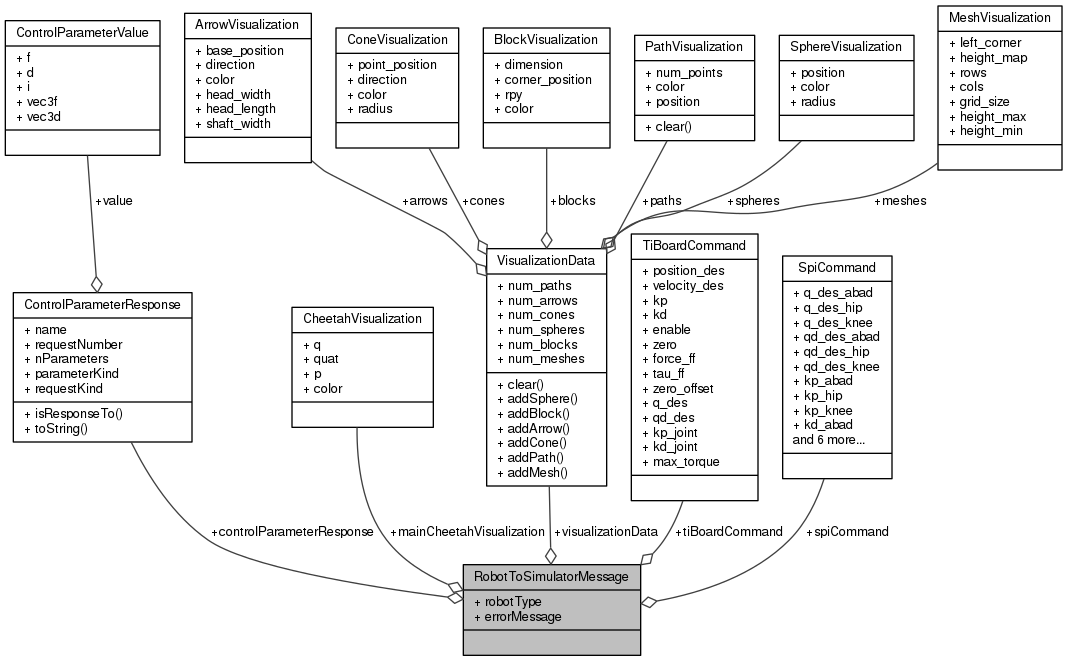 ControlParameterValue
+ f
+ d
+ i
+ vec3f
+ vec3d
ArrowVisualization
+ base_position
+ direction
+ color
+ head_width
+ head_length
+ shaft_width
ConeVisualization
+ point_position
+ direction
+ color
+ radius
BlockVisualization
+ dimension
+ corner_position
+ rpy
+ color
PathVisualization
+ num_points
+ color
+ position
+ clear()
SphereVisualization
+ position
+ color
+ radius
MeshVisualization
+ left_corner
+ height_map
+ rows
+ cols
+ grid_size
+ height_max
+ height_min
+value
+arrows
+cones
+blocks
+paths
+spheres
+meshes
ControlParameterResponse
+ name
+ requestNumber
+ nParameters
+ parameterKind
+ requestKind
+ isResponseTo()
+ toString()
CheetahVisualization
+ q
+ quat
+ p
+ color
VisualizationData
+ num_paths
+ num_arrows
+ num_cones
+ num_spheres
+ num_blocks
+ num_meshes
+ clear()
+ addSphere()
+ addBlock()
+ addArrow()
+ addCone()
+ addPath()
+ addMesh()
TiBoardCommand
+ position_des
+ velocity_des
+ kp
+ kd
+ enable
+ zero
+ force_ff
+ tau_ff
+ zero_offset
+ q_des
+ qd_des
+ kp_joint
+ kd_joint
+ max_torque
SpiCommand
+ q_des_abad
+ q_des_hip
+ q_des_knee
+ qd_des_abad
+ qd_des_hip
+ qd_des_knee
+ kp_abad
+ kp_hip
+ kp_knee
+ kd_abad
and 6 more...
+controlParameterResponse
+mainCheetahVisualization
+visualizationData
+tiBoardCommand
+spiCommand
RobotToSimulatorMessage
+ robotType
+ errorMessage